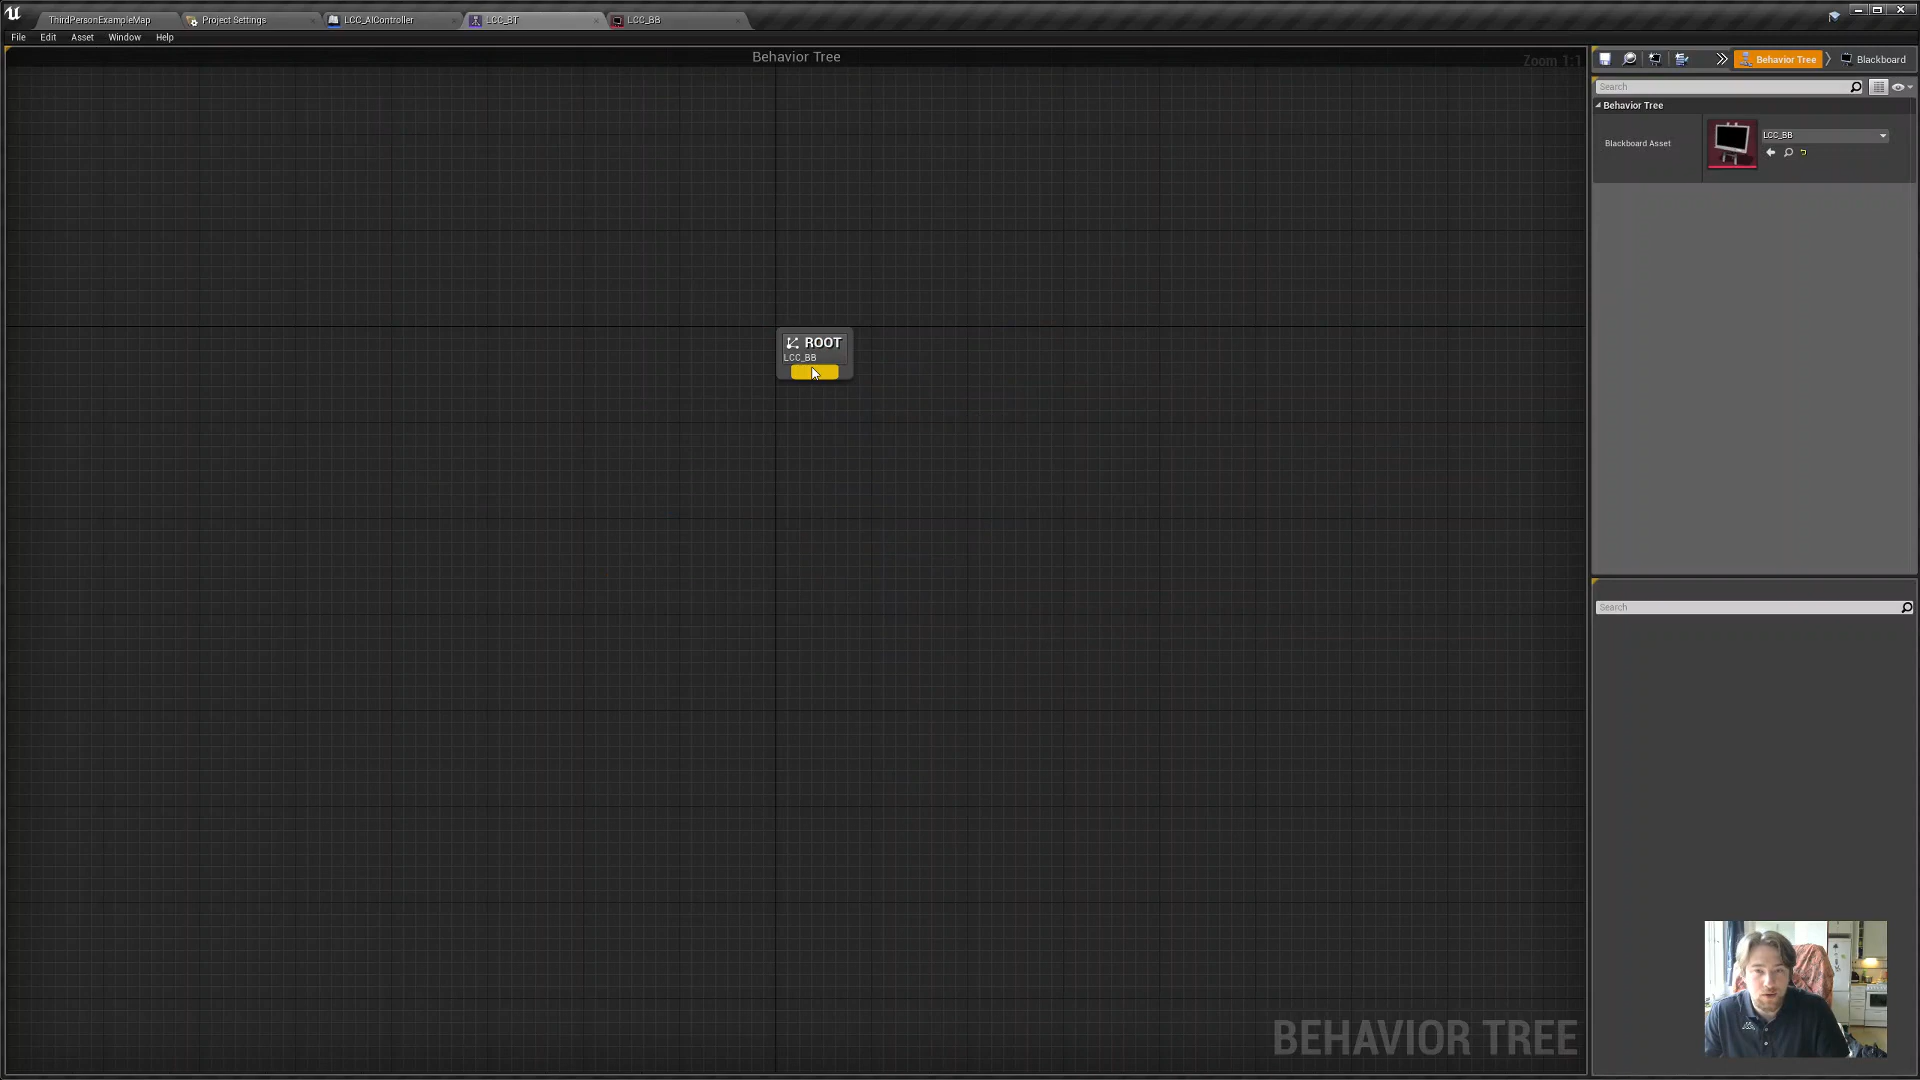 ThirdPersonExampleMap
Project Settings
LCC_AIController
LCC_BT
LCC_BB
File Edit Asset Window Help
Behavior Tree
Zoom 1:1
Behavior Tree
Blackboard
Search
Behavior Tree
Blackboard Asset
LCC_BB
ROOT
LCC_BB
Search
BEHAVIOR TREE